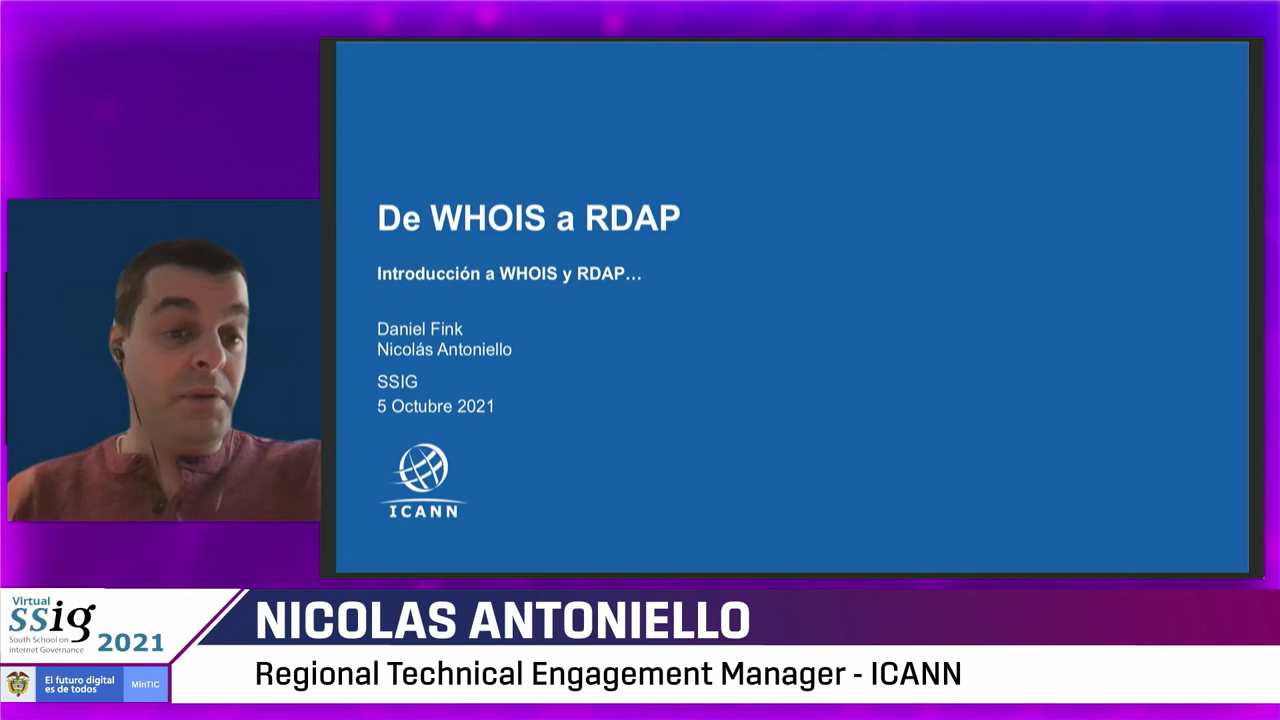 De WHOIS a RDAP
Introducción a WHOIS y RDAP...
Daniel Fink
Nicolás Antoniello
SSIG
5 Octubre 2021
ICANN
NICOLAS ANTONIELLO
Regional Technical Engagement Manager - ICANN
Virtual
ssig
South School on
Internet Governance
2021
El futuro digital
es de todos
MinTIC